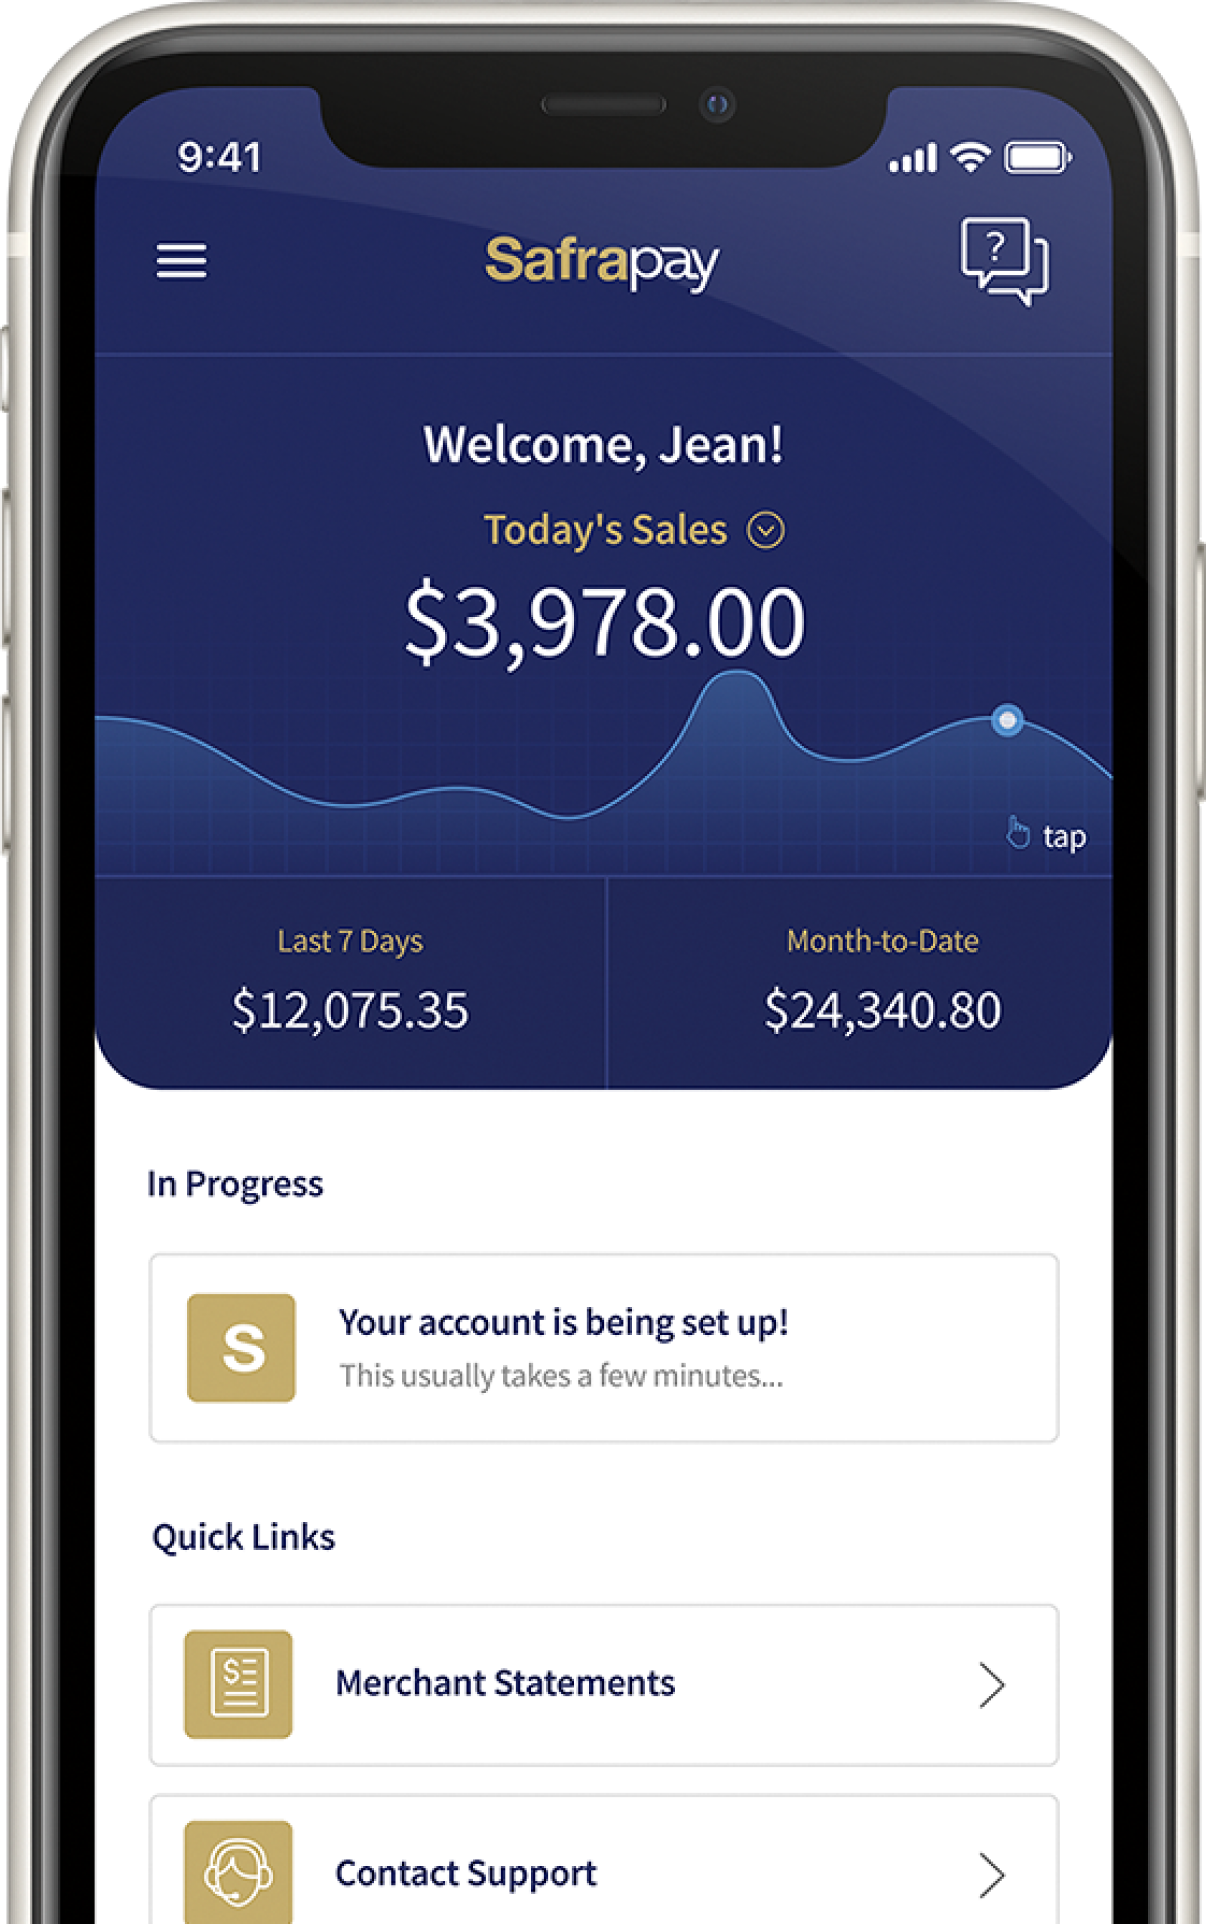 9:41
Safrapay
?
Welcome, Jean!
Today's Sales
$3,978.00
tap
Last 7 Days
Month-to-Date
$12,075.35
$24,340.80
In Progress
S
Your account is being set up!
This usually takes a few minutes...
Quick Links
$
Merchant Statements
Contact Support